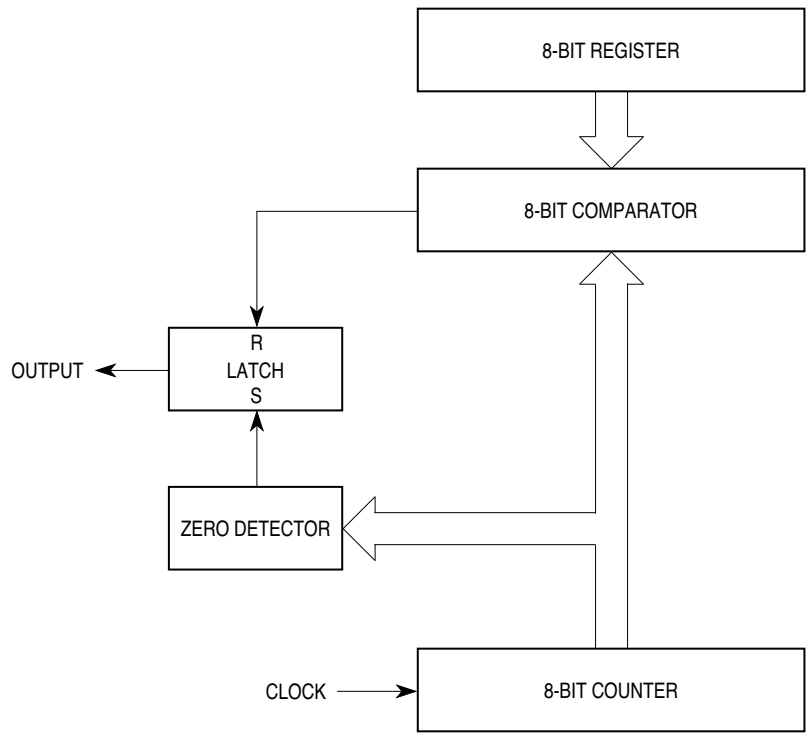 8-BIT REGISTER
8-BIT COMPARATOR
R
OUTPUT
LATCH
S
ZERO DETECTOR
CLOCK
8-BIT COUNTER